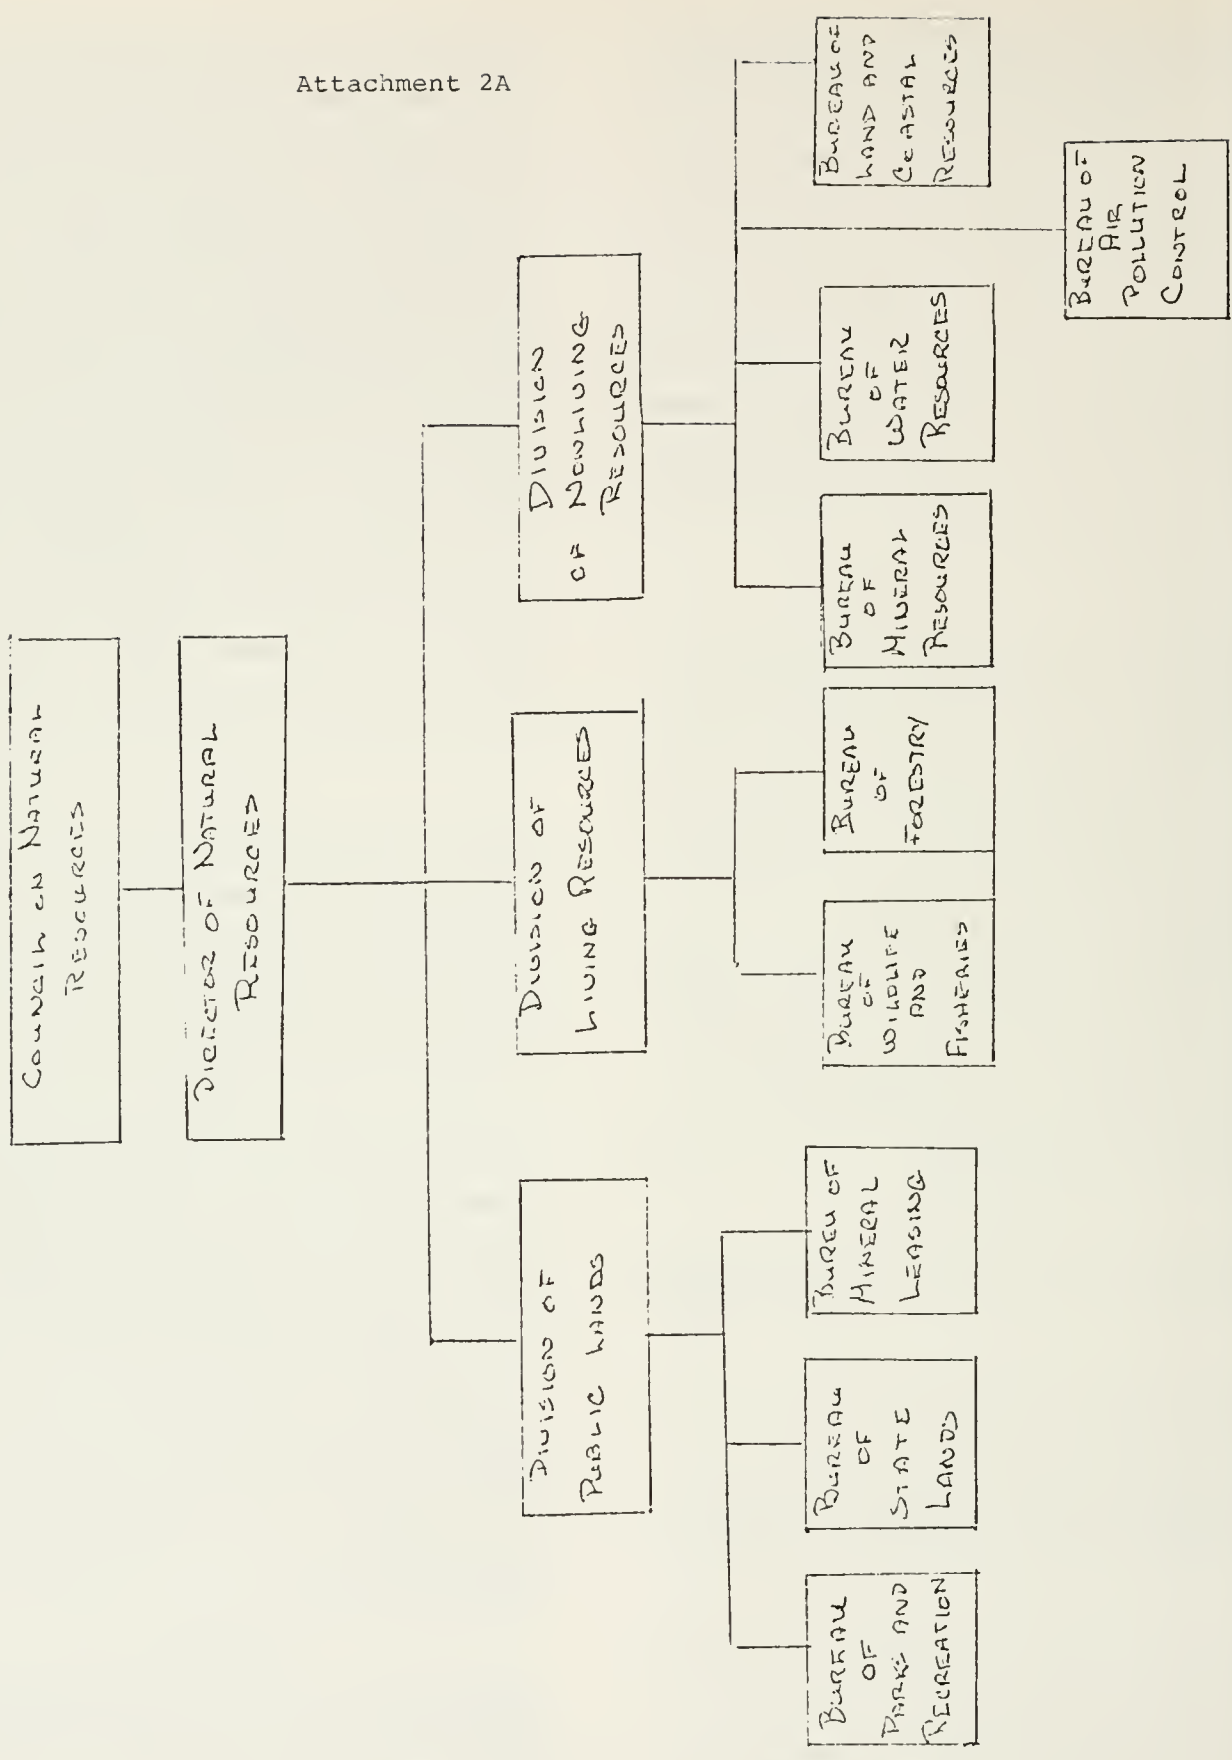 Attachment 2A
COUNCIL ON NATURAL
RESOURCES
DIRECTOR OF NATURAL
RESOURCES
DIVISION OF
PUBLIC LANDS
DIVISION OF
LIVING RESOURCES
DIVISION
OF NONLIVING
RESOURCES
BUREAU
OF
PARKS AND
RECREATION
BUREAU
OF
STATE
LANDS
BUREU OF
MINERAL
LEASING
BUREAU
OF
WILDLIFE
AND
FISHERIES
BUREAU
OF
FORESTRY
BUREAU
OF
MINERAL
RESOURCES
BUREAU
OF
WATER
RESOURCES
BUREAU OF
LAND AND
COASTAL
RESOURCES
BUREAU OF
AIR
POLLUTION
CONTROL